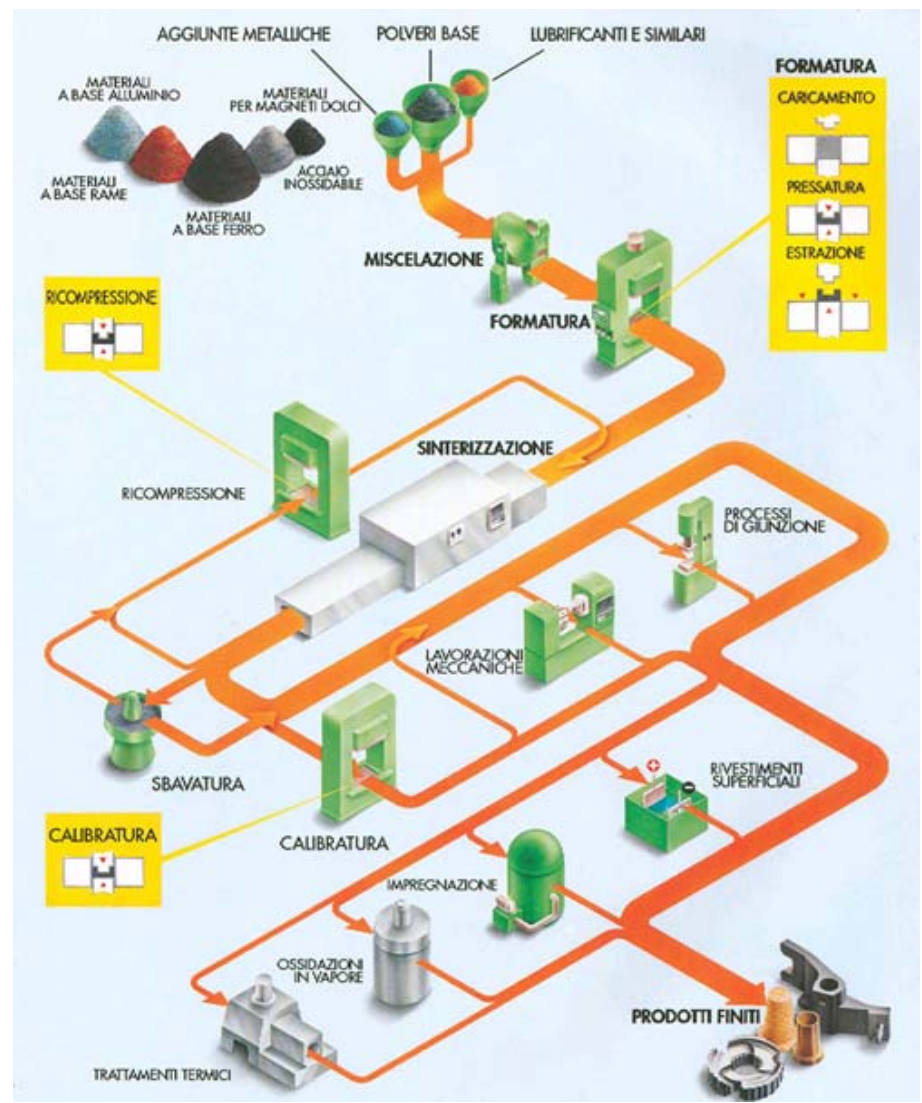 AGGIUNTE METALLICHE
POLVERI BASE
LUBRIFICANTI E SIMILARI
MATERIALI
A BASE ALLUMINIO
MATERIALI
PER MAGNETI DOLCI
MATERIALI
A BASE RAME
ACCIAIO
INOSSIDABILE
MATERIALI
A BASE FERRO
FORMATURA
CARICAMENTO
PRESSATURA
ESTRAZIONE
MISCELAZIONE
FORMATURA
RICOMPRESSIONE
SINTERIZZAZIONE
RICOMPRESSIONE
PROCESSI
DI GIUNZIONE
LAVORAZIONI
MECCANICHE
SBAVATURA
RIVESTIMENTI
SUPERFICIALI
CALIBRATURA
CALIBRATURA
IMPREGNAZIONE
OSSIDAZIONI
IN VAPORE
PRODOTTI FINITI
TRATTAMENTI TERMICI